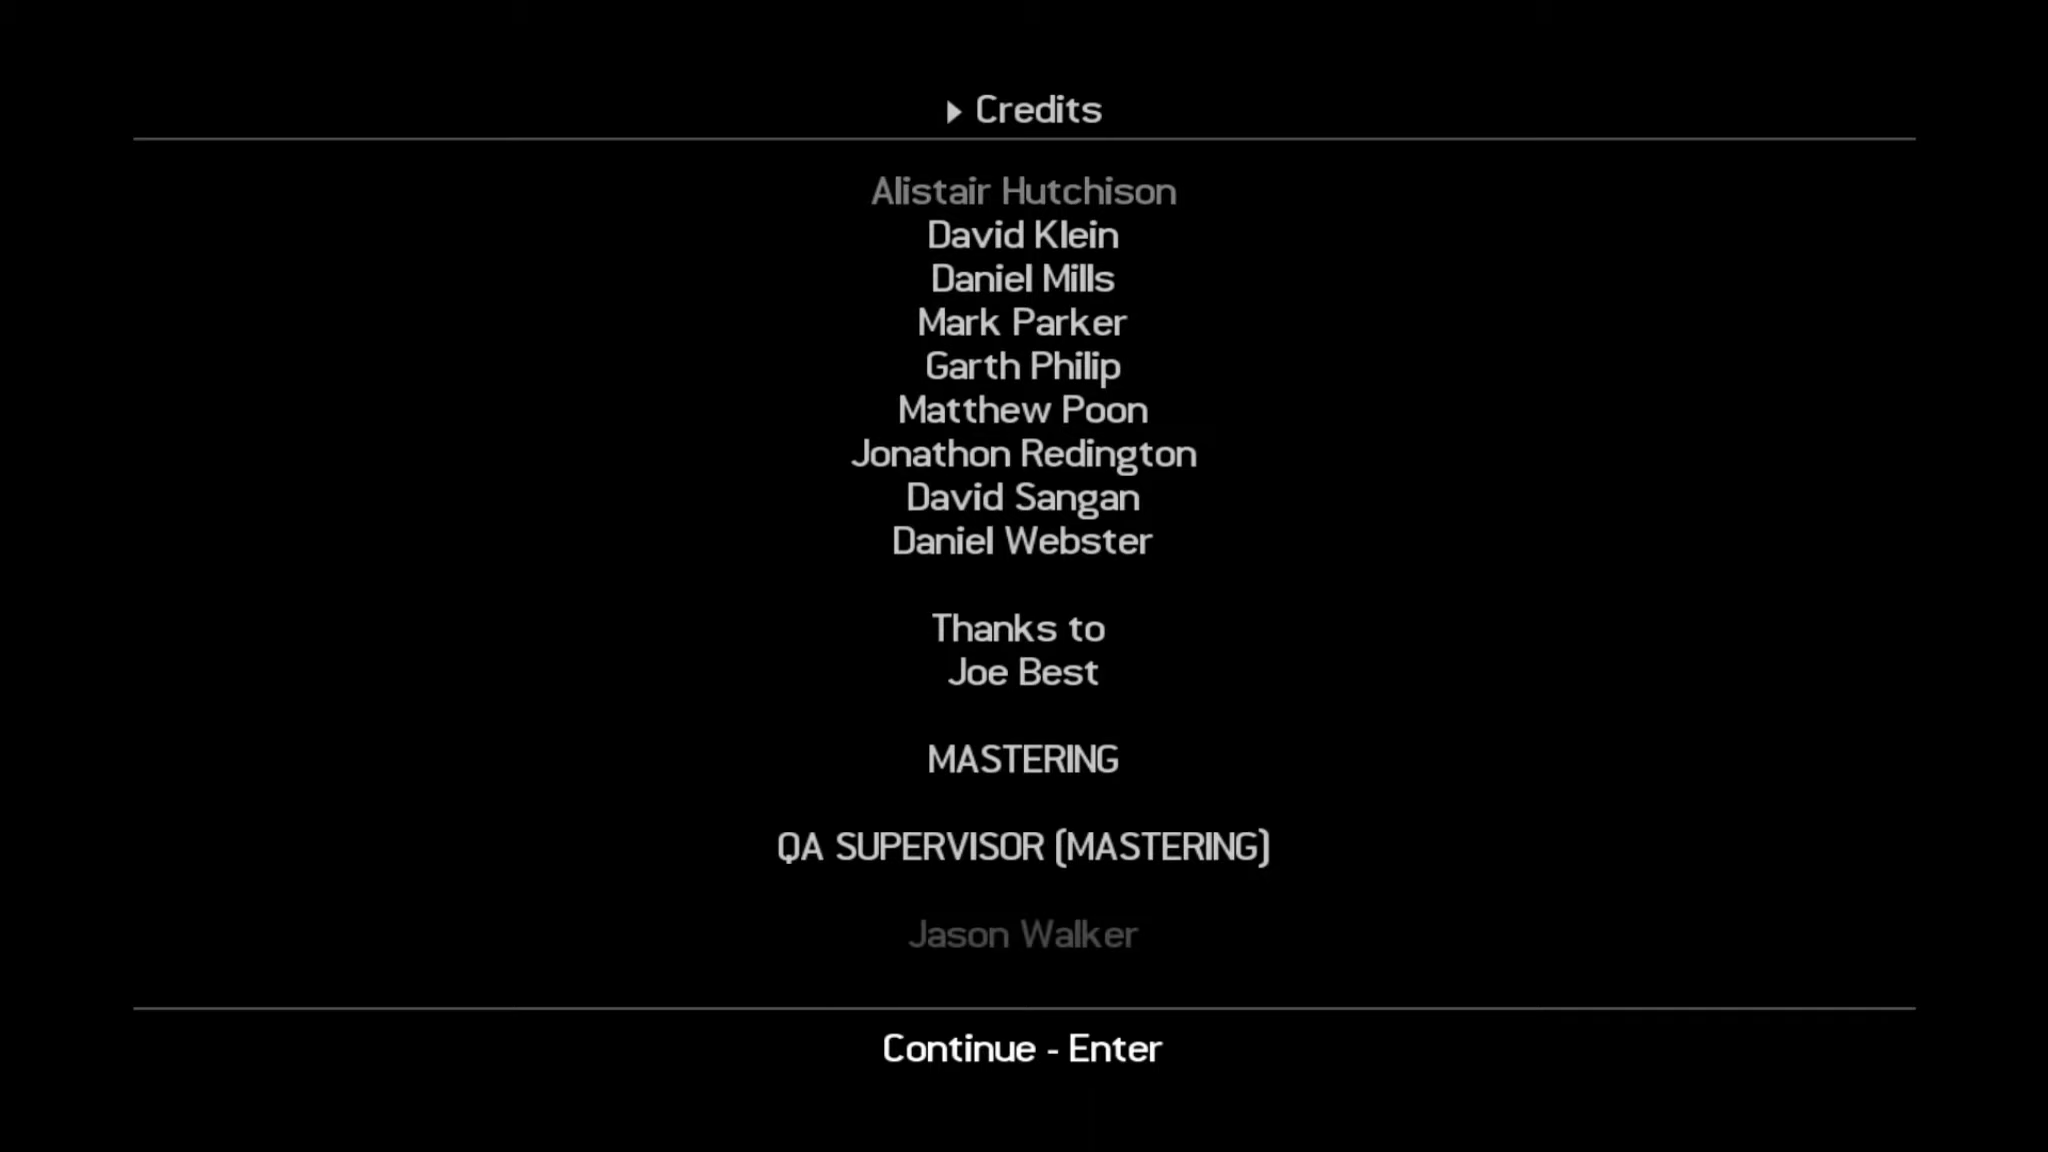 Credits
Alistair Hutchison
David Klein
Daniel Mills
Mark Parker
Garth Philip
Matthew Poon
Jonathon Redington
David Sangan
Daniel Webster
Thanks to
Joe Best
MASTERING
QA SUPERVISOR (MASTERING)
Jason Walker
Continue - Enter